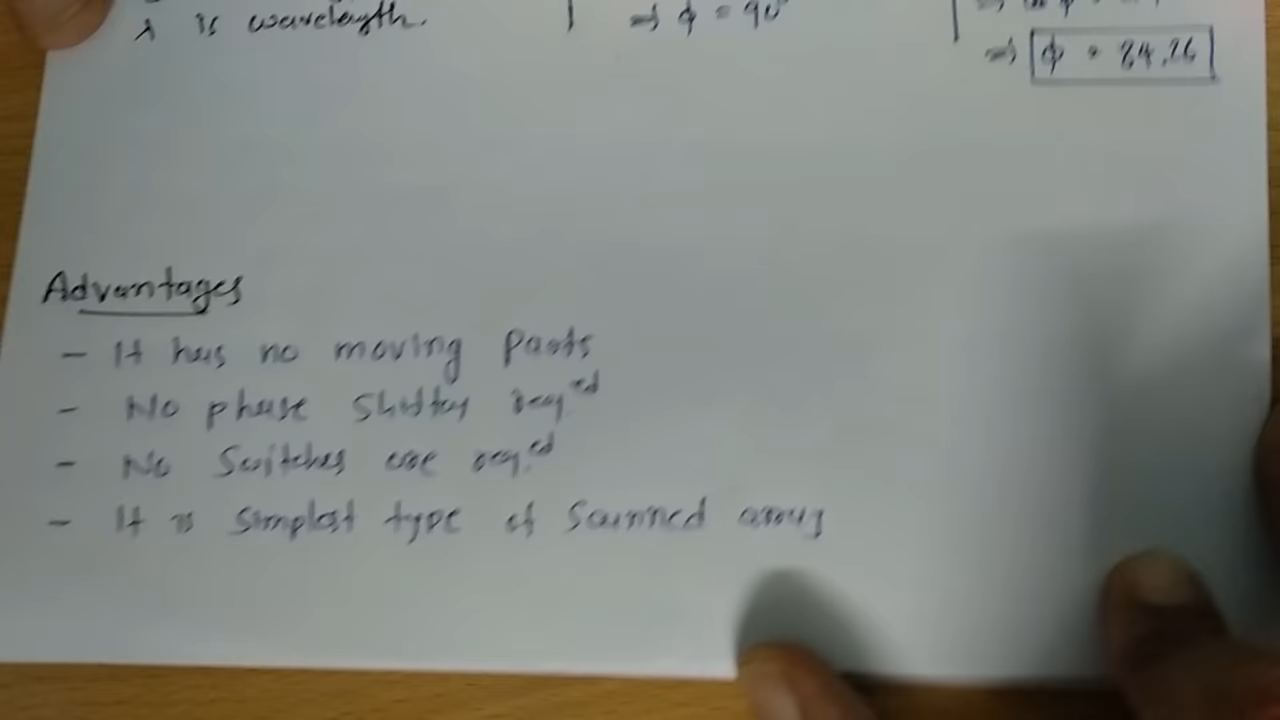 λ is wavelength.
⇒ φ = 90°
⇒ φ = 84.26
Advantages
- It has no moving parts
- No phase shifter req.ed
- No Switches are req.ed
- It is simplest type of Scanned array